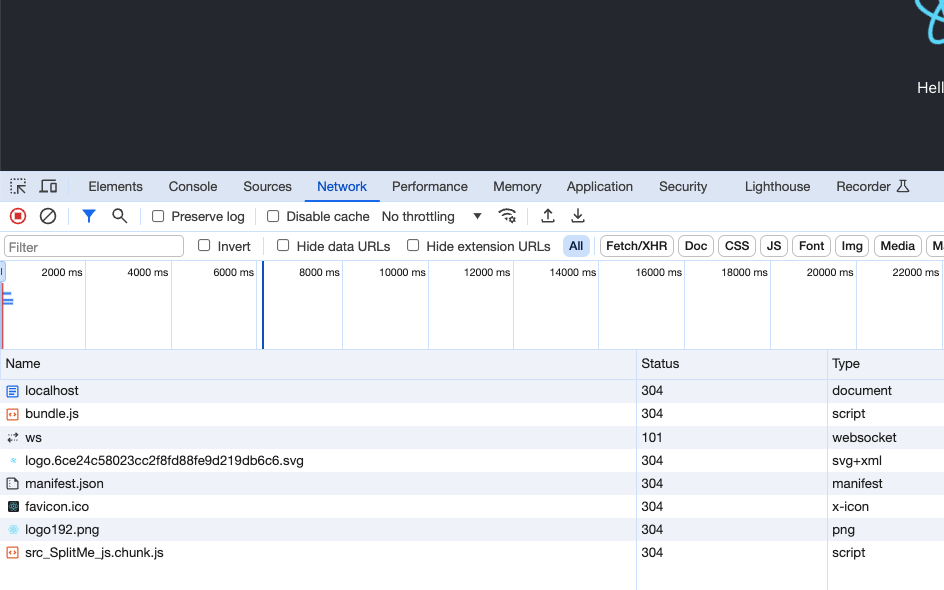 Hell
Elements Console Sources Network Performance Memory Application Security Lighthouse Recorder
Preserve log Disable cache No throttling
Filter Invert Hide data URLs Hide extension URLs All Fetch/XHR Doc CSS JS Font Img Media Ma
2000 ms 4000 ms 6000 ms 8000 ms 10000 ms 12000 ms 14000 ms 16000 ms 18000 ms 20000 ms 22000 ms
Name Status Type
localhost 304 document
bundle.js 304 script
ws 101 websocket
logo.6ce24c58023cc2f8fd88fe9d219db6c6.svg 304 svg+xml
manifest.json 304 manifest
favicon.ico 304 x-icon
logo192.png 304 png
src_SplitMe_js.chunk.js 304 script